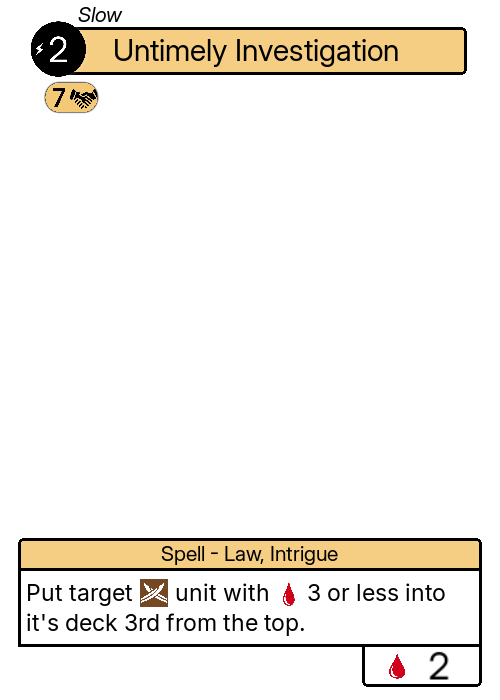 Slow
2 Untimely Investigation
7
Spell - Law, Intrigue
Put target unit with 3 or less into
it's deck 3rd from the top.
2